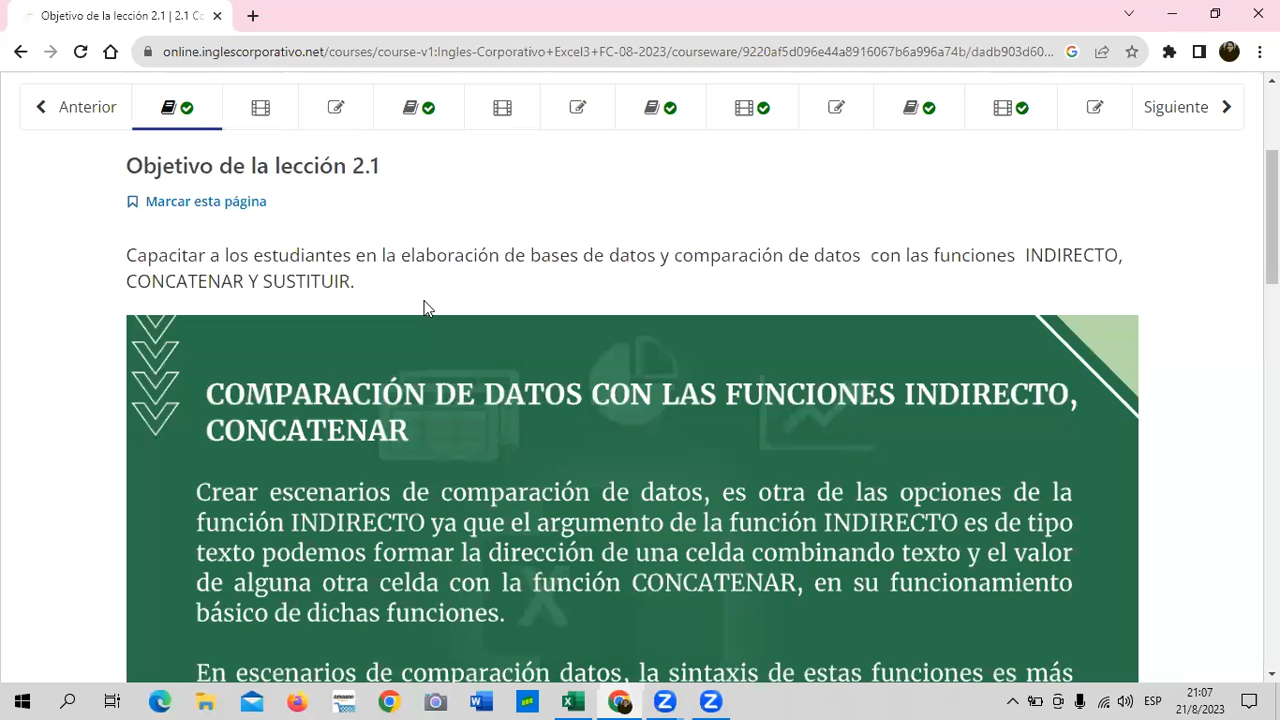 Objetivo de la lección 2.1 | 2.1 Co
online.inglescorporativo.net/courses/course-v1:Ingles-Corporativo+Excel3+FC-08-2023/courseware/9220af5d096e44a8916067b6a996a74b/dadb903d60...
Anterior
Siguiente
Objetivo de la lección 2.1
Marcar esta página
Capacitar a los estudiantes en la elaboración de bases de datos y comparación de datos con las funciones INDIRECTO,
CONCATENAR Y SUSTITUIR.
COMPARACIÓN DE DATOS CON LAS FUNCIONES INDIRECTO,
CONCATENAR
Crear escenarios de comparación de datos, es otra de las opciones de la
función INDIRECTO ya que el argumento de la función INDIRECTO es de tipo
texto podemos formar la dirección de una celda combinando texto y el valor
de alguna otra celda con la función CONCATENAR, en su funcionamiento
básico de dichas funciones.
En escenarios de comparación datos, la sintaxis de estas funciones es más
ESP
21:07
21/8/2023